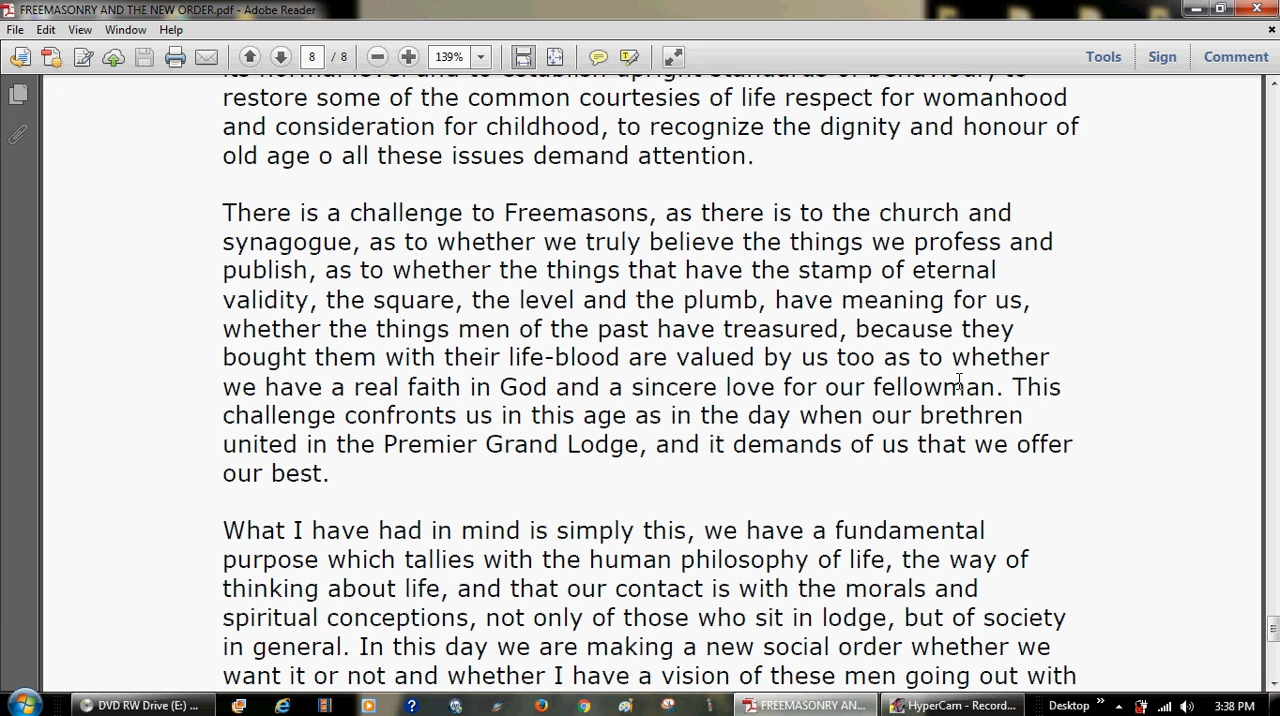 FREEMASONRY AND THE NEW ORDER.pdf - Adobe Reader
File Edit View Window Help
8 / 8 139% Tools Sign Comment
its normal level and to establish upright standards of behaviour, to
restore some of the common courtesies of life respect for womanhood
and consideration for childhood, to recognize the dignity and honour of
old age o all these issues demand attention.
There is a challenge to Freemasons, as there is to the church and
synagogue, as to whether we truly believe the things we profess and
publish, as to whether the things that have the stamp of eternal
validity, the square, the level and the plumb, have meaning for us,
whether the things men of the past have treasured, because they
bought them with their life-blood are valued by us too as to whether
we have a real faith in God and a sincere love for our fellowman. This
challenge confronts us in this age as in the day when our brethren
united in the Premier Grand Lodge, and it demands of us that we offer
our best.
What I have had in mind is simply this, we have a fundamental
purpose which tallies with the human philosophy of life, the way of
thinking about life, and that our contact is with the morals and
spiritual conceptions, not only of those who sit in lodge, but of society
in general. In this day we are making a new social order whether we
want it or not and whether I have a vision of these men going out with
DVD RW Drive (E:) ... FREEMASONRY AN... HyperCam - Record... Desktop » 3:38 PM